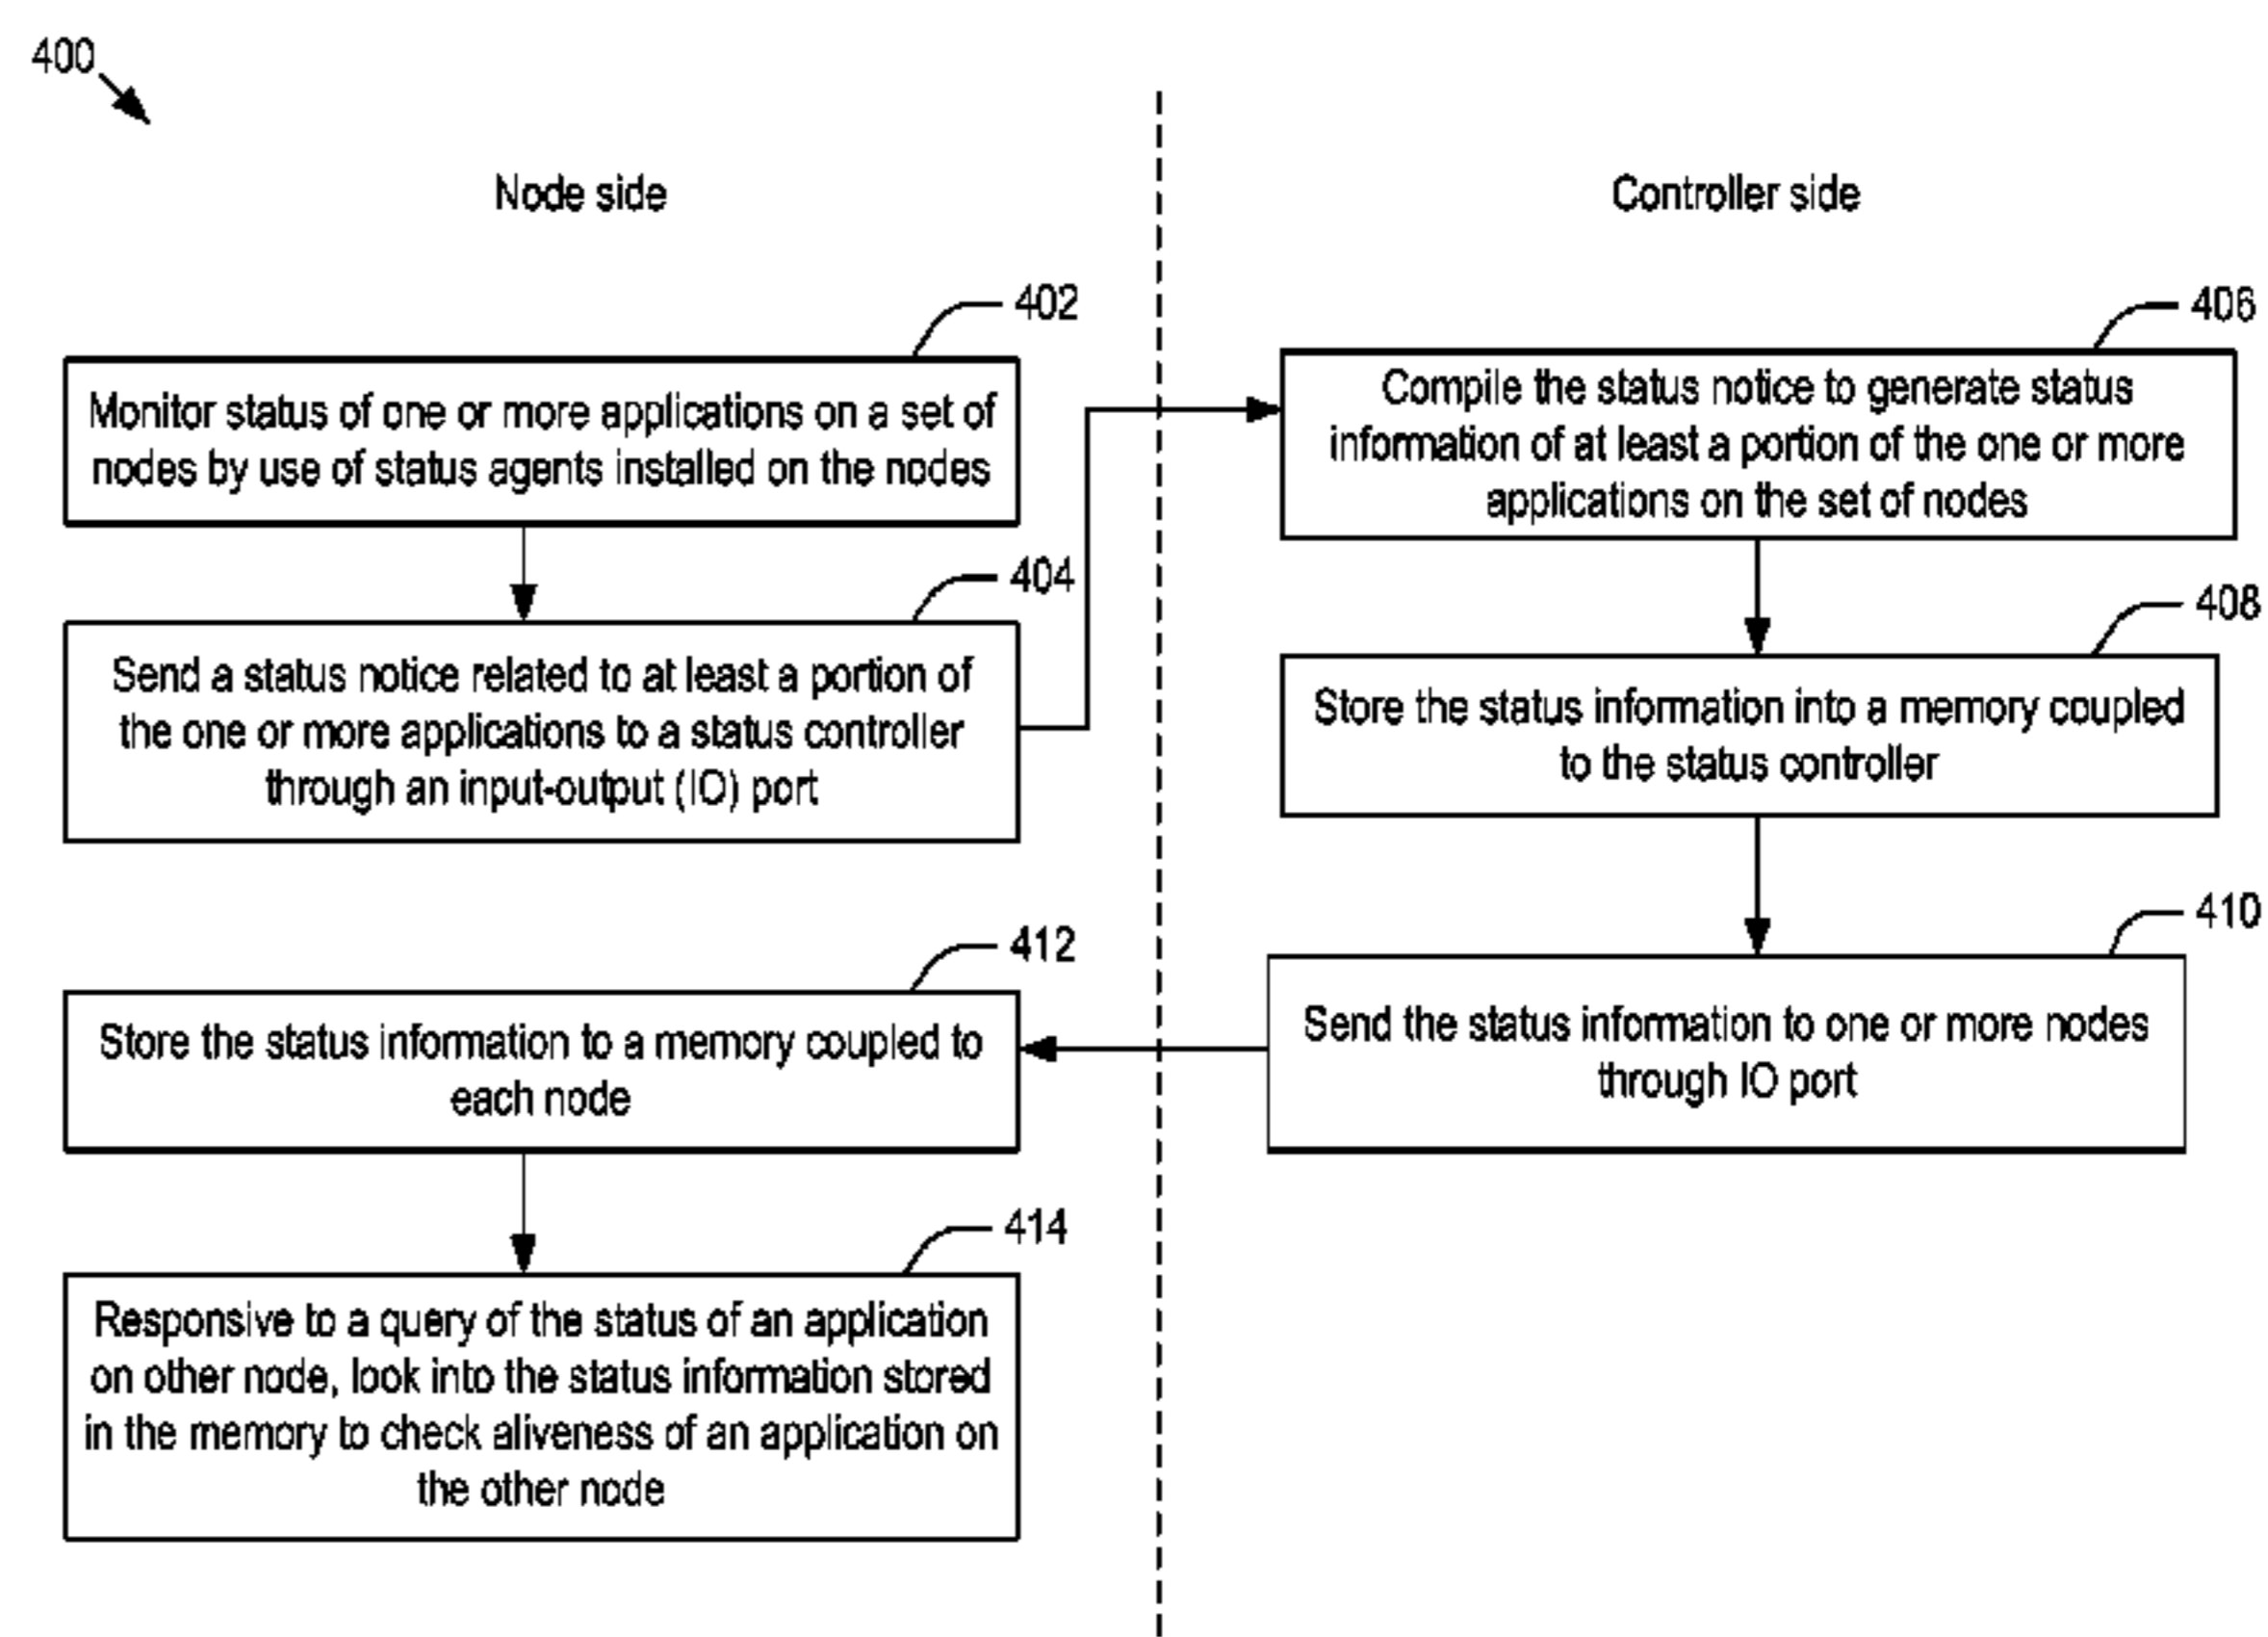 400
Node side
Controller side
402
Monitor status of one or more applications on a set of
nodes by use of status agents installed on the nodes
404
Send a status notice related to at least a portion of
the one or more applications to a status controller
through an input-output (IO) port
406
Compile the status notice to generate status
information of at least a portion of the one or more
applications on the set of nodes
408
Store the status information into a memory coupled
to the status controller
410
Send the status information to one or more nodes
through IO port
412
Store the status information to a memory coupled to
each node
414
Responsive to a query of the status of an application
on other node, look into the status information stored
in the memory to check aliveness of an application on
the other node